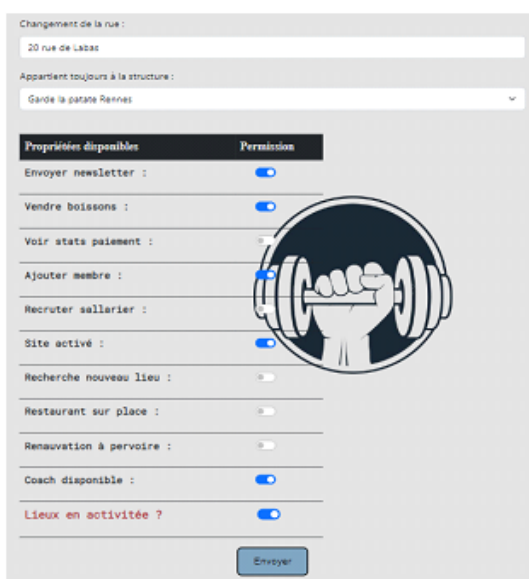 Changement de la rue :
20 rue de Labas
Appartient toujours à la structure :
Garde la patate Rennes
Propriétées disponibles Permission
Envoyer newsletter :
Vendre boissons :
Voir stats paiement :
Ajouter membre :
Recruter sallarier :
Site activé :
Recherche nouveau lieu :
Restaurant sur place :
Renauvation à pervoire :
Coach disponible :
Lieux en activitée ?
Envoyer